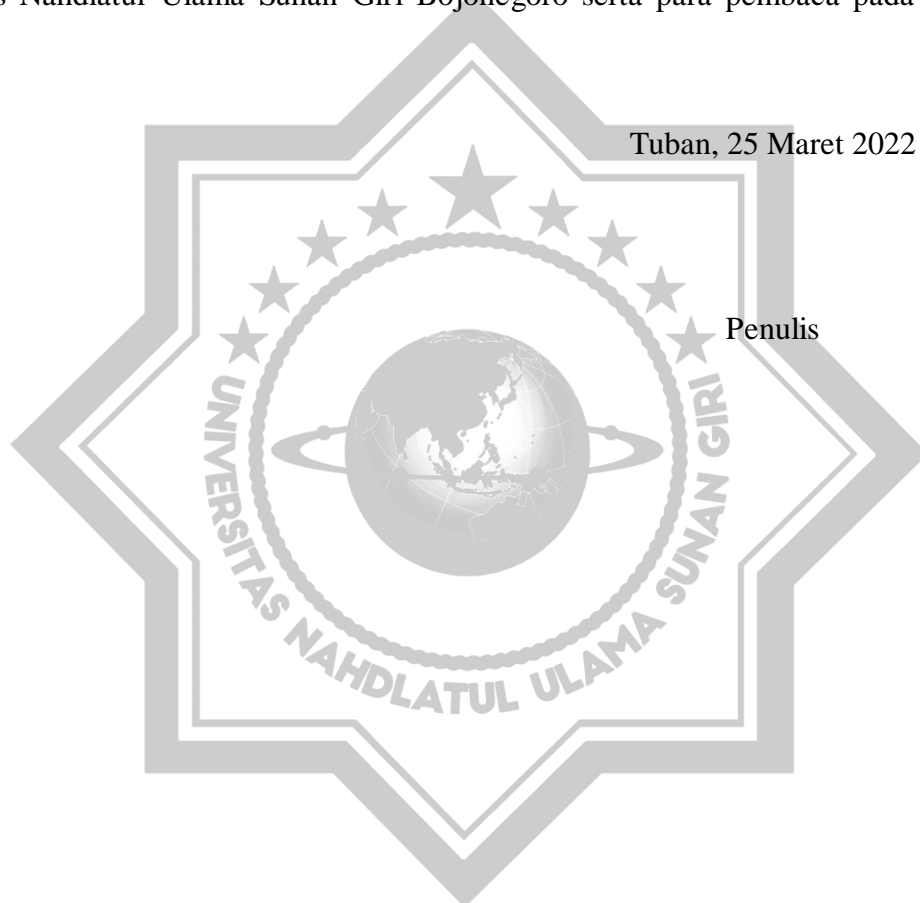 s Nahdlatul Ulama Sunan Giri Bojonegoro serta para pembaca pada
Tuban, 25 Maret 2022
Penulis
UNIVERSITAS NAHDLATUL ULAMA SUNAN GIRI